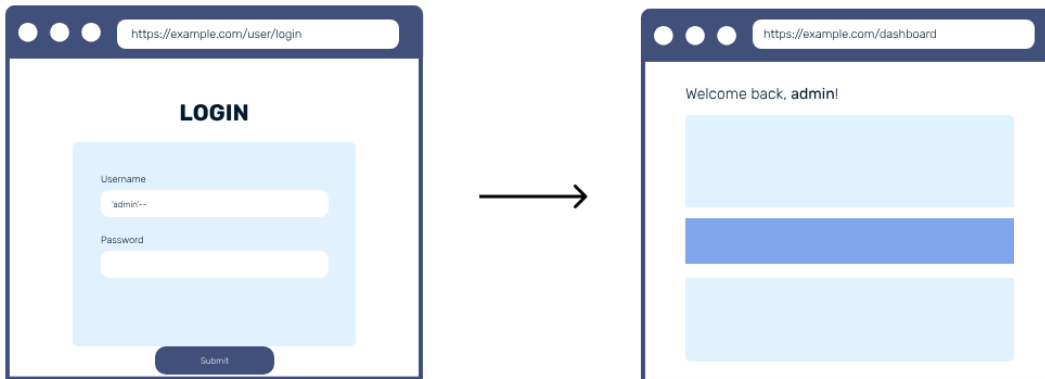 https://example.com/user/login
LOGIN
Username
'admin'--
Password
Submit
https://example.com/dashboard
Welcome back, admin!